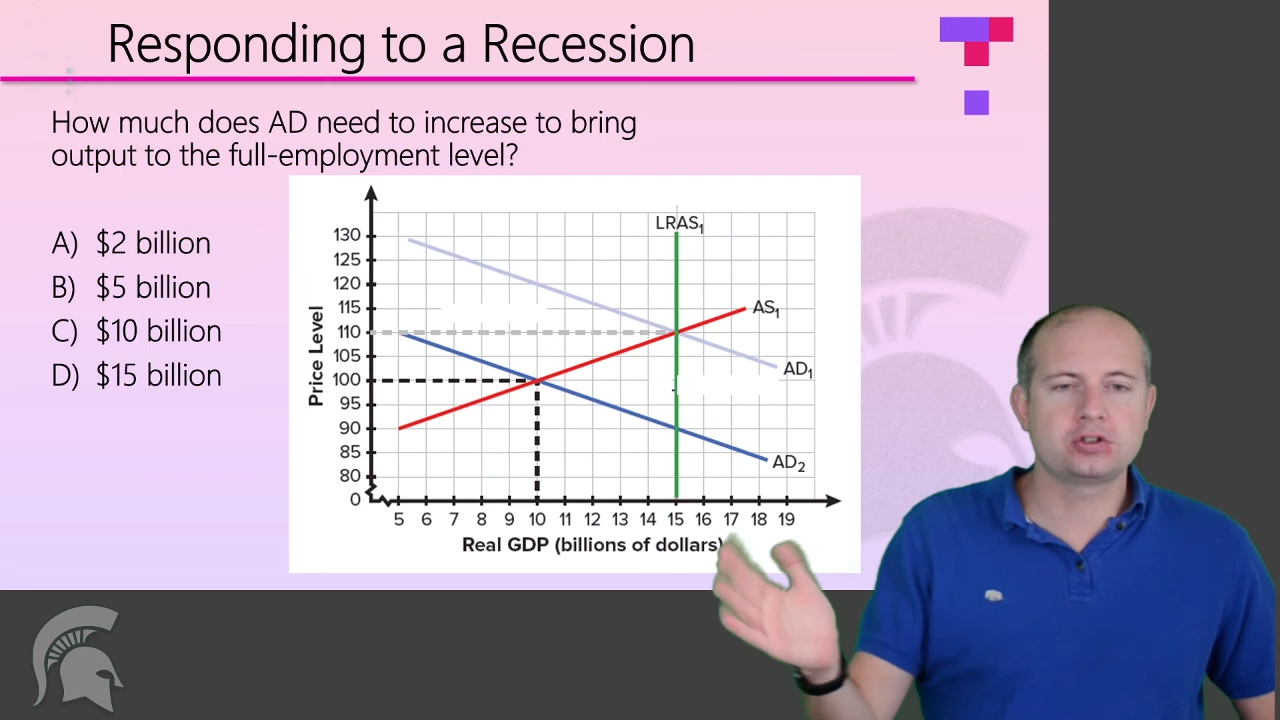 Responding to a Recession
How much does AD need to increase to bring
output to the full-employment level?
A) $2 billion
B) $5 billion
C) $10 billion
D) $15 billion
LRAS1
130
125
120
115
110
105
100
95
90
85
80
0
Price Level
AS1
AD1
AD2
5 6 7 8 9 10 11 12 13 14 15 16 17 18 19
Real GDP (billions of dollars)